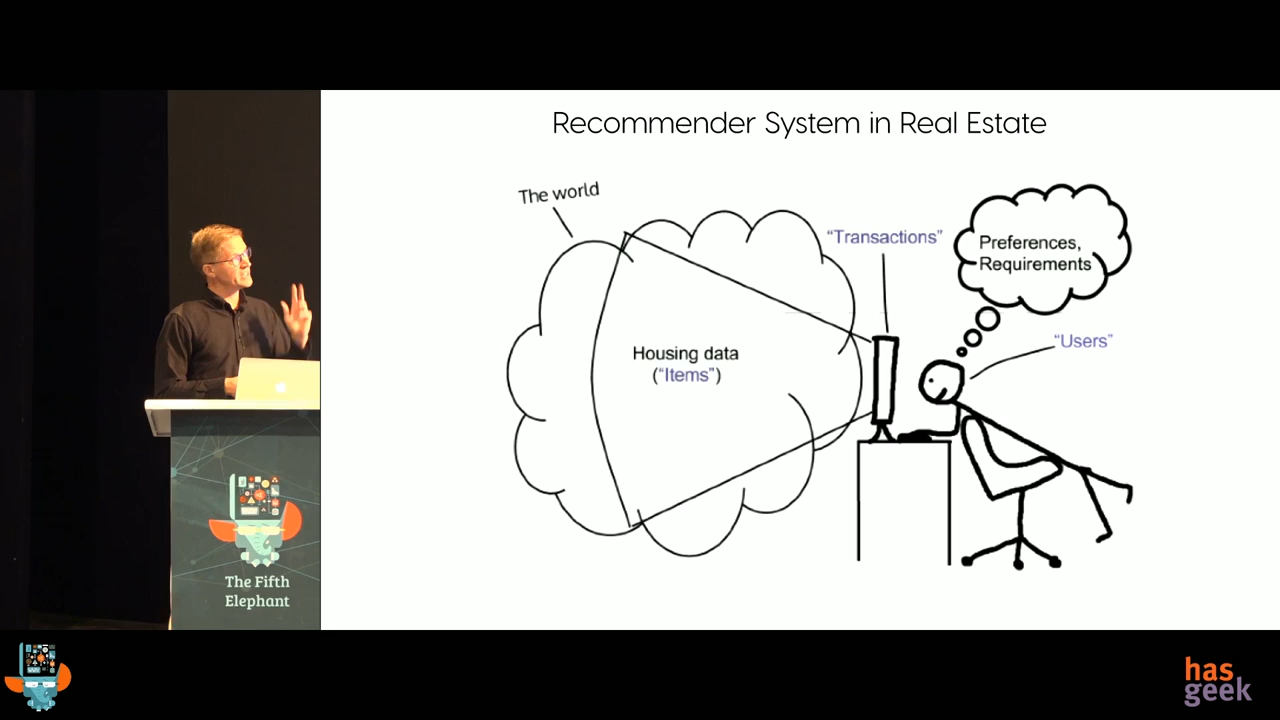 Recommender System in Real Estate
The world
"Transactions"
Preferences,
Requirements
"Users"
Housing data
("Items")
The Fifth
Elephant
has
geek